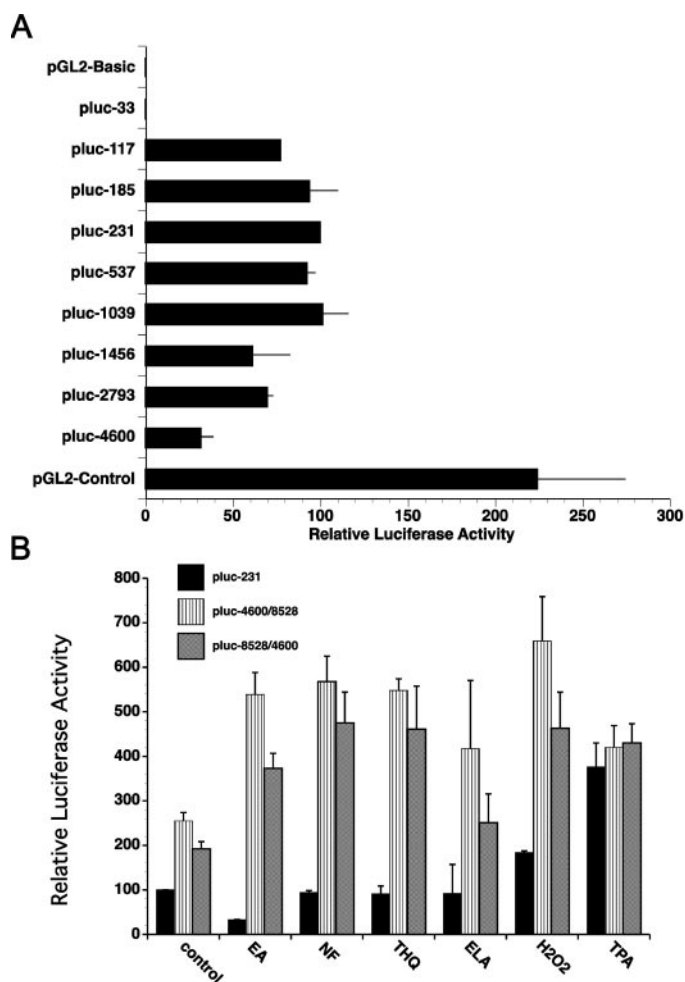 A
pGL2-Basic
pluc-33
pluc-117
pluc-185
pluc-231
pluc-537
pluc-1039
pluc-1456
pluc-2793
pluc-4600
pGL2-Control
0 50 100 150 200 250 300
Relative Luciferase Activity
B
800
700
600
500
400
300
200
100
0
Relative Luciferase Activity
pluc-231
pluc-4600/8528
pluc-8528/4600
control EA NF THQ ELA H2O2 TPA